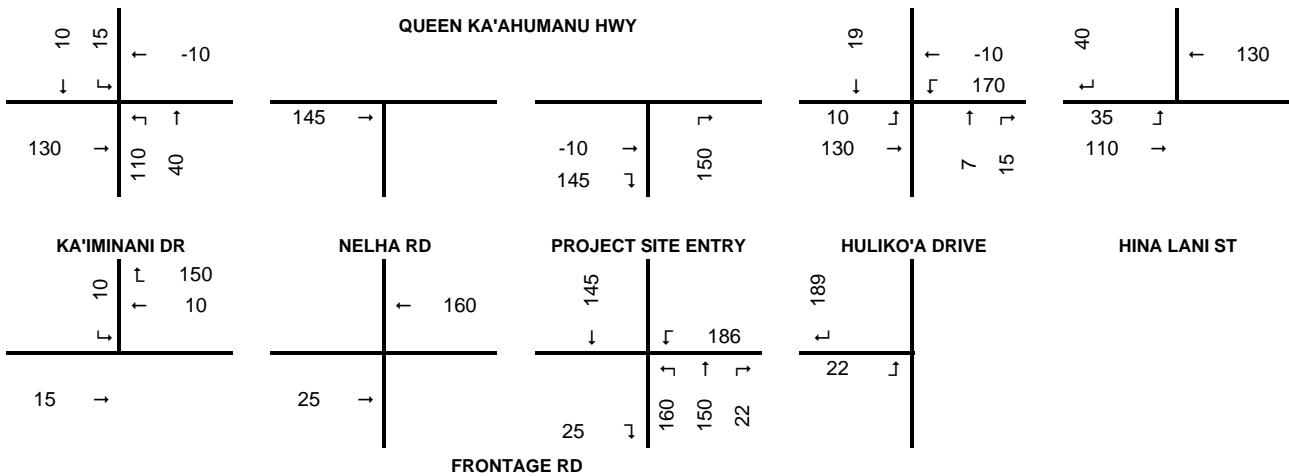 QUEEN KA'AHUMANU HWY
10 15 ← -10
↓ ↳
130 → ↰ ↑
110 40
145 →
-10 → ↱
145 ↴ 150
19 ← -10
↓ ↲ 170
10 ↱ ↑ ↱
130 → 7 15
40 ← 130
↵
35 ↱
110 →
KA'IMINANI DR NELHA RD PROJECT SITE ENTRY HULIKO'A DRIVE HINA LANI ST
10 ↰ 150
↳ ← 10
15 →
← 160
25 →
145
↓ ↲ 186
↰ ↑ ↱
25 ↴ 160 150 22
189
↵
22 ↱
FRONTAGE RD